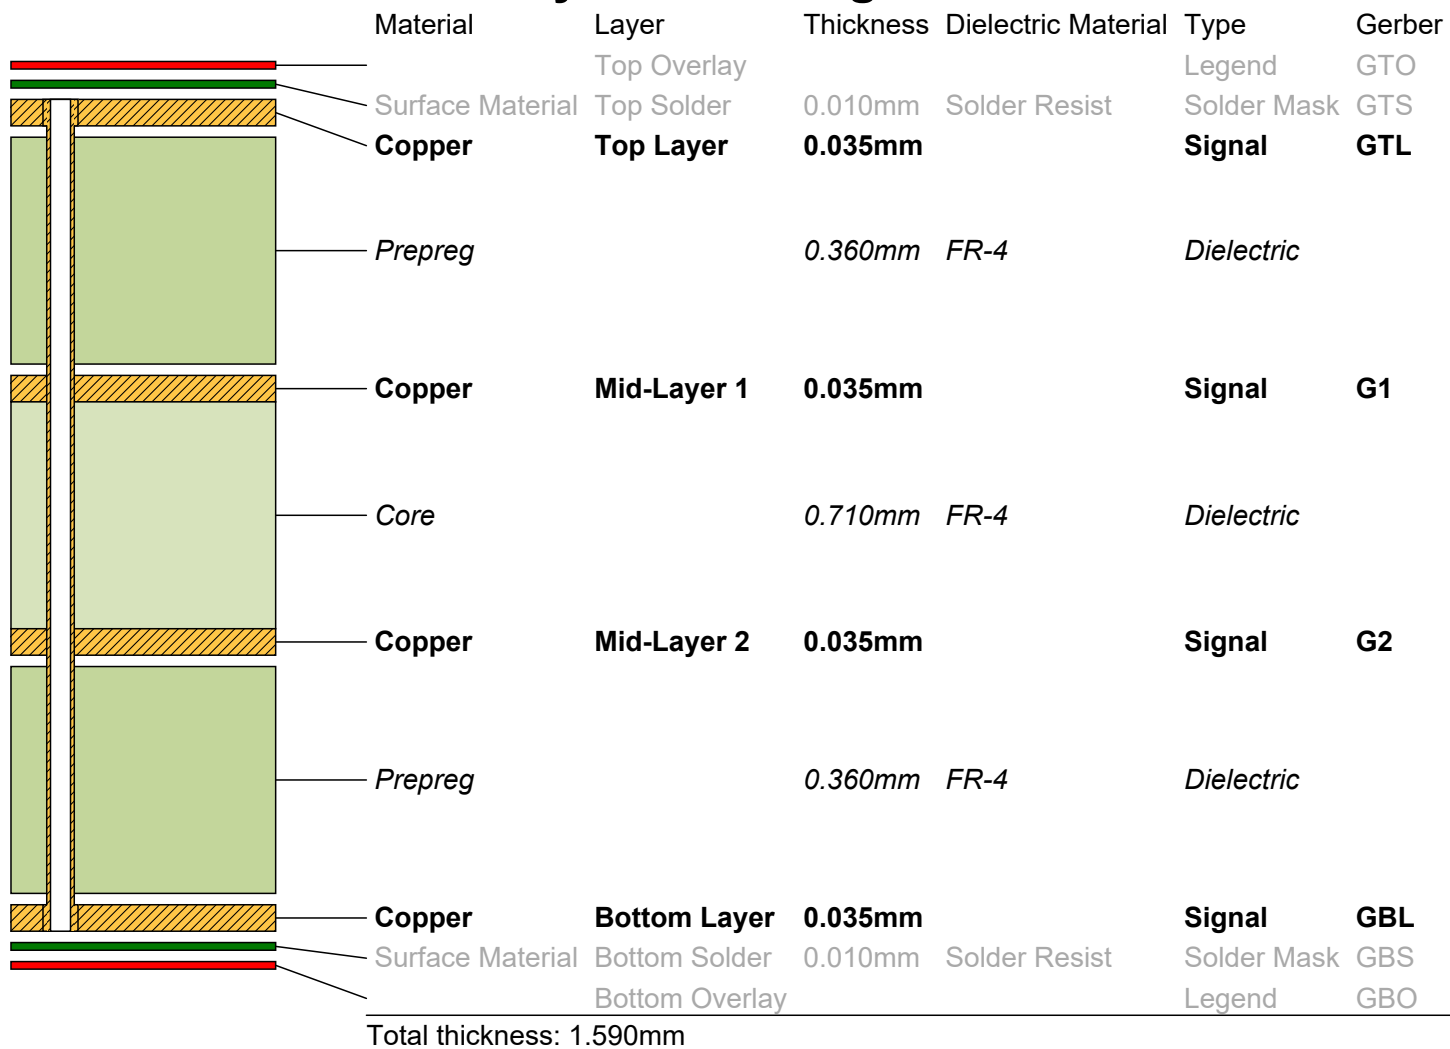 Material Layer Thickness Dielectric Material Type Gerber
Top Overlay Legend GTO
Surface Material Top Solder 0.010mm Solder Resist Solder Mask GTS
Copper Top Layer 0.035mm Signal GTL
Prepreg 0.360mm FR-4 Dielectric
Copper Mid-Layer 1 0.035mm Signal G1
Core 0.710mm FR-4 Dielectric
Copper Mid-Layer 2 0.035mm Signal G2
Prepreg 0.360mm FR-4 Dielectric
Copper Bottom Layer 0.035mm Signal GBL
Surface Material Bottom Solder 0.010mm Solder Resist Solder Mask GBS
Bottom Overlay Legend GBO
Total thickness: 1.590mm